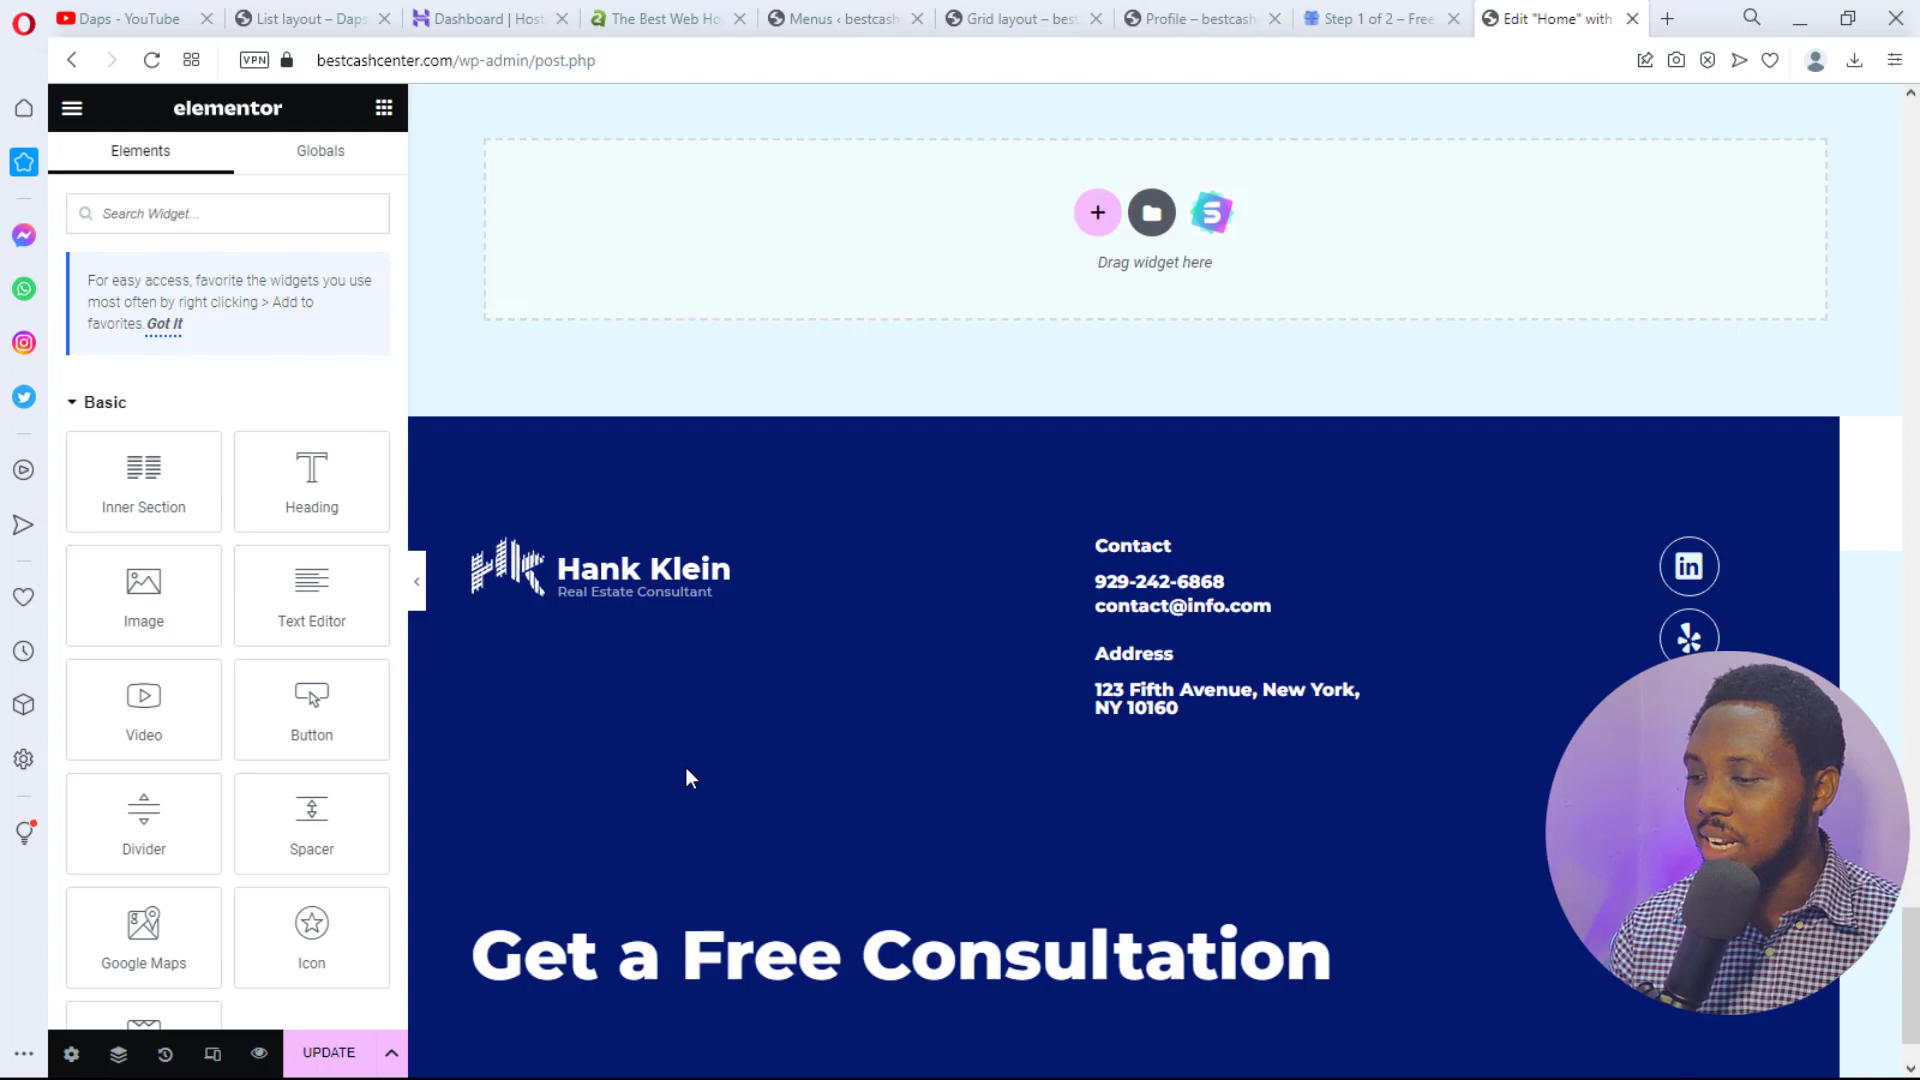 Daps - YouTube
List layout – Daps
Dashboard | Host
The Best Web Ho
Menus ‹ bestcash
Grid layout – bes
Profile – bestcash
Step 1 of 2 – Free
Edit "Home" with
VPN
bestcashcenter.com/wp-admin/post.php
elementor
Elements
Globals
Search Widget...
For easy access, favorite the widgets you use
most often by right clicking > Add to
favorites. Got It
Basic
Inner Section
Heading
Image
Text Editor
Video
Button
Divider
Spacer
Google Maps
Icon
UPDATE
Drag widget here
Hank Klein
Real Estate Consultant
Contact
929-242-6868
contact@info.com
Address
123 Fifth Avenue, New York,
NY 10160
in
Get a Free Consultation